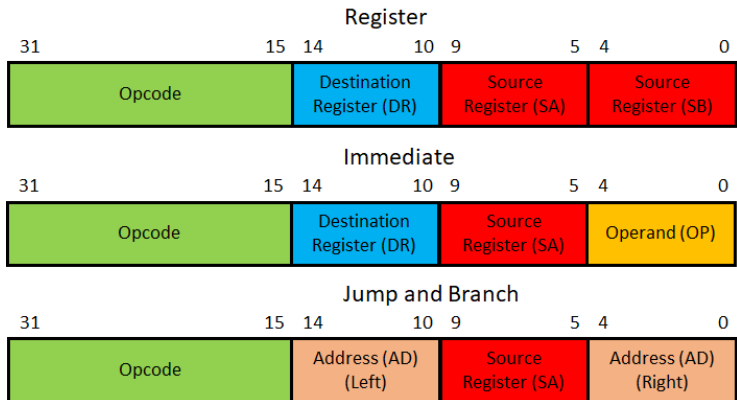 Register
31 15 14 10 9 5 4 0
Opcode
Destination
Register (DR)
Source
Register (SA)
Source
Register (SB)
Immediate
31 15 14 10 9 5 4 0
Opcode
Destination
Register (DR)
Source
Register (SA)
Operand (OP)
Jump and Branch
31 15 14 10 9 5 4 0
Opcode
Address (AD)
(Left)
Source
Register (SA)
Address (AD)
(Right)